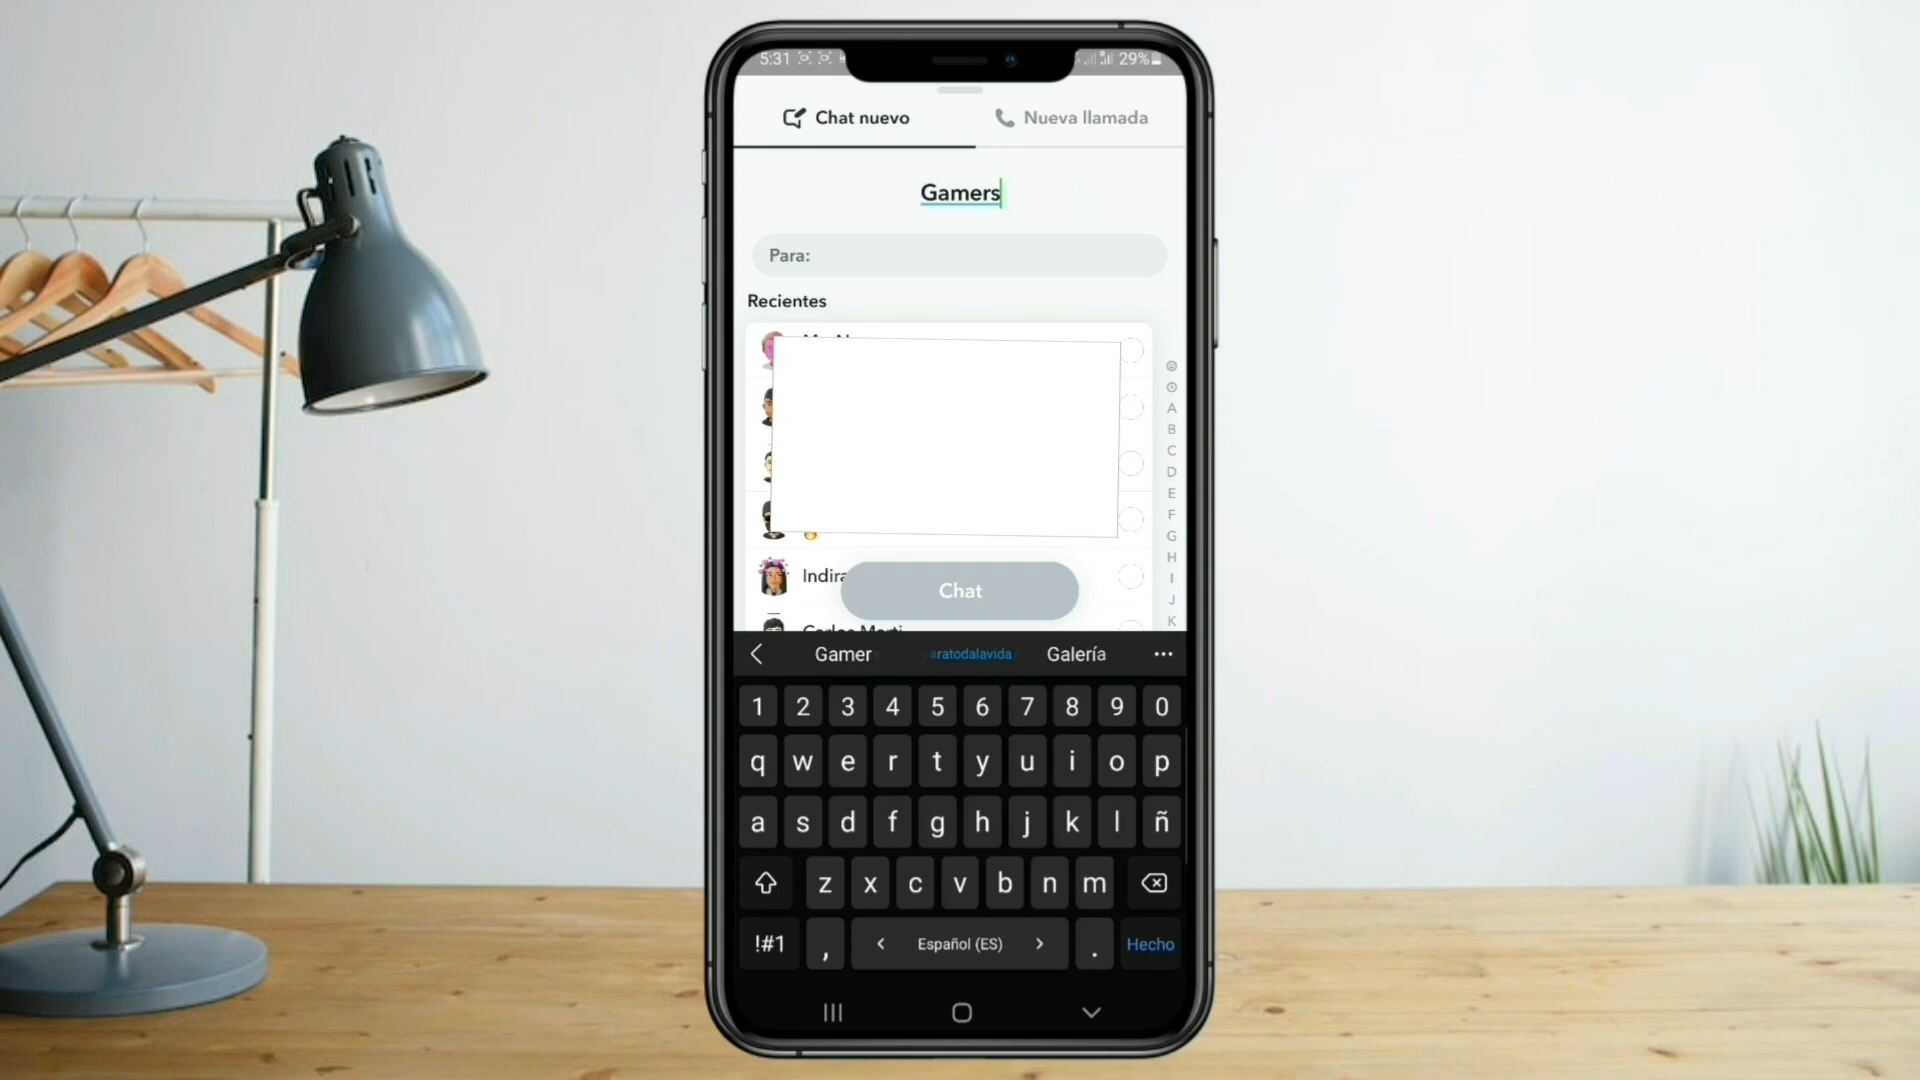 5:31 29%
Chat nuevo Nueva llamada
Gamers
Para:
Recientes
A
B
C
D
E
F
G
H
I
J
K
Indira
Chat
Gamer aratodalavida Galería
1 2 3 4 5 6 7 8 9 0
q w e r t y u i o p
a s d f g h j k l ñ
z x c v b n m
!#1 , < Español (ES) > . Hecho